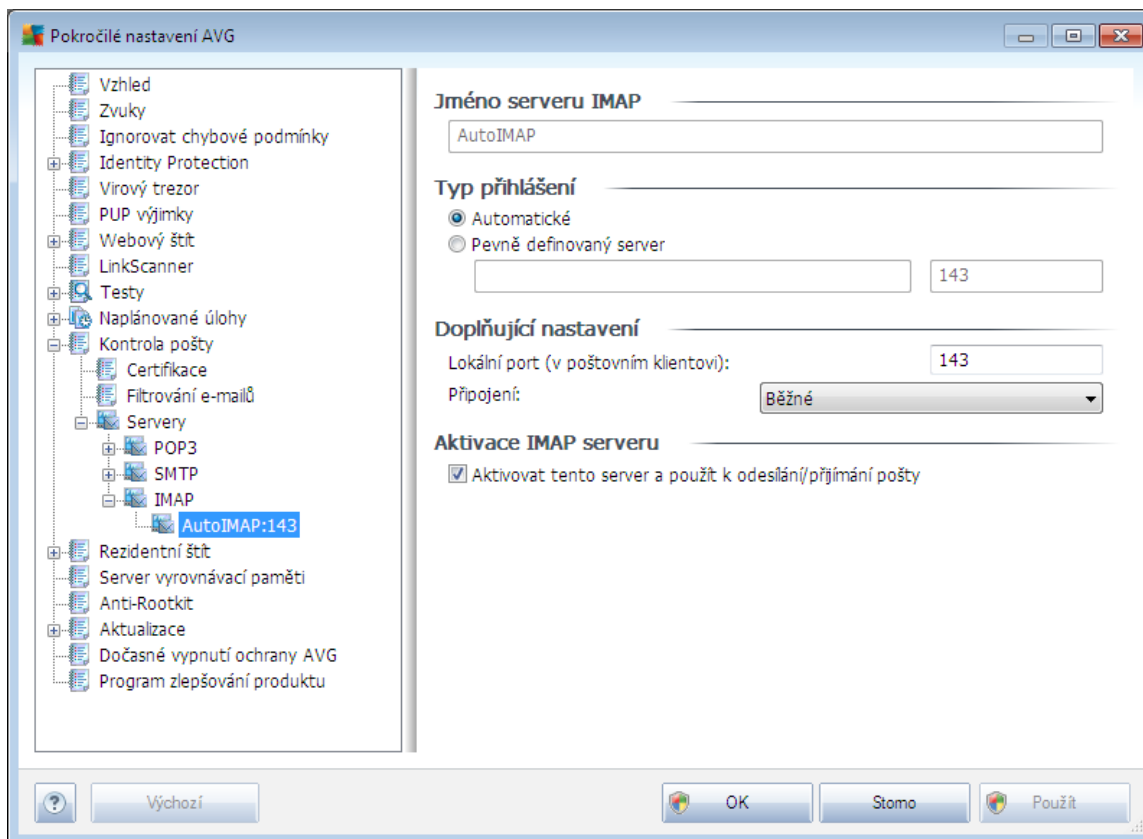 Pokročilé nastavení AVG
Vzhled
Zvuky
Ignorovat chybové podmínky
Identity Protection
Virový trezor
PUP výjimky
Webový štít
LinkScanner
Testy
Naplánované úlohy
Kontrola pošty
Certifikace
Filtrování e-mailů
Servery
POP3
SMTP
IMAP
AutoIMAP:143
Rezidentní štít
Server vyrovnávací paměti
Anti-Rootkit
Aktualizace
Dočasné vypnutí ochrany AVG
Program zlepšování produktu
Jméno serveru IMAP
AutoIMAP
Typ přihlášení
Automatické
Pevně definovaný server
143
Doplňující nastavení
Lokální port (v poštovním klientovi): 143
Připojení: Běžné
Aktivace IMAP serveru
Aktivovat tento server a použít k odesílání/přijímání pošty
? Výchozí OK Storno Použít